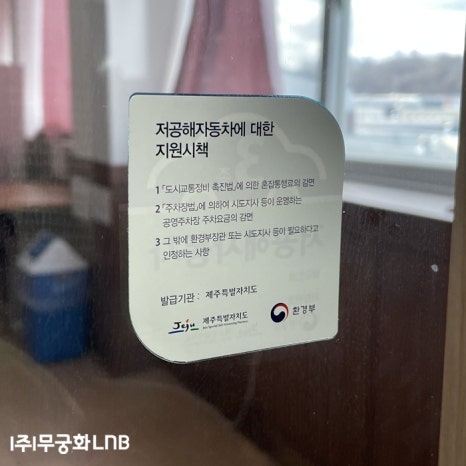 저공해자동차에 대한
지원시책
1 「도시교통정비 촉진법」에 의한 혼잡통행료의 감면
2 「주차장법」에 의하여 시도지사 등이 운영하는
공영주차장 주차요금의 감면
3 그 밖에 환경부장관 또는 시도지사 등이 필요하다고
인정하는 사항
발급기관 : 제주특별자치도
Jeju 제주특별자치도 환경부
(주)무궁화LNB